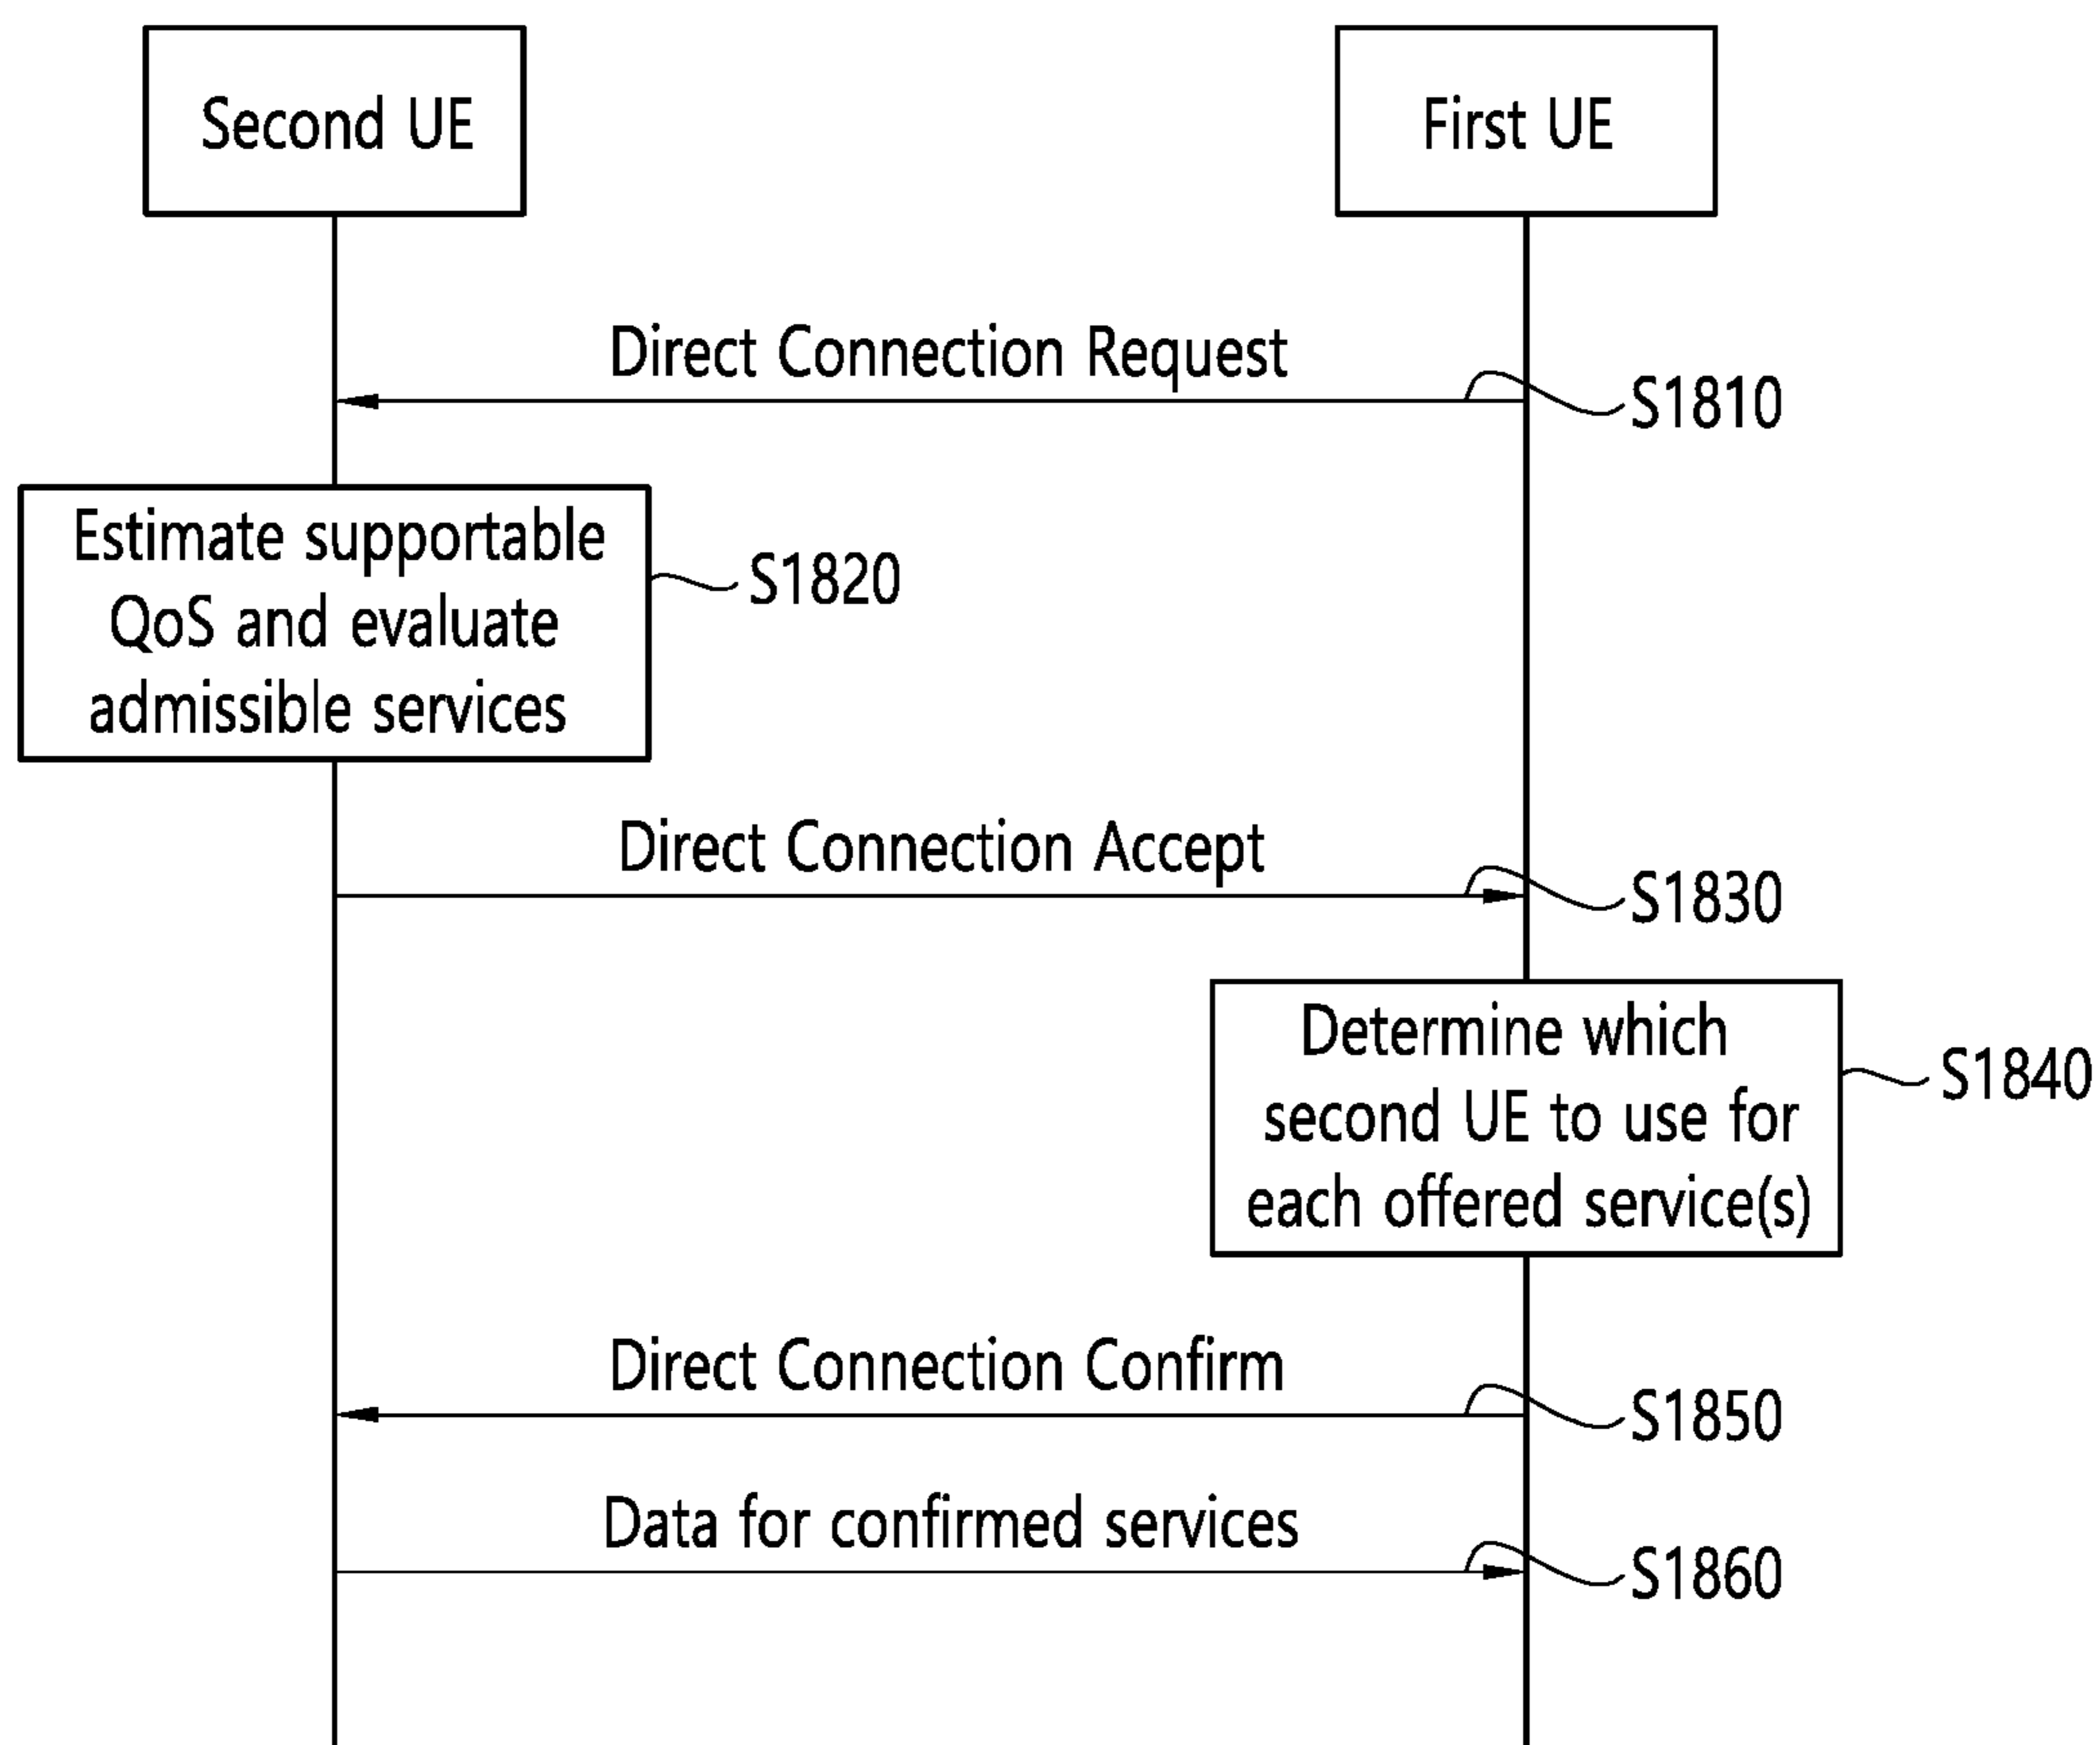 Second UE
First UE
Direct Connection Request
S1810
Estimate supportable
QoS and evaluate
admissible services
S1820
Direct Connection Accept
S1830
Determine which
second UE to use for
each offered service(s)
S1840
Direct Connection Confirm
S1850
Data for confirmed services
S1860